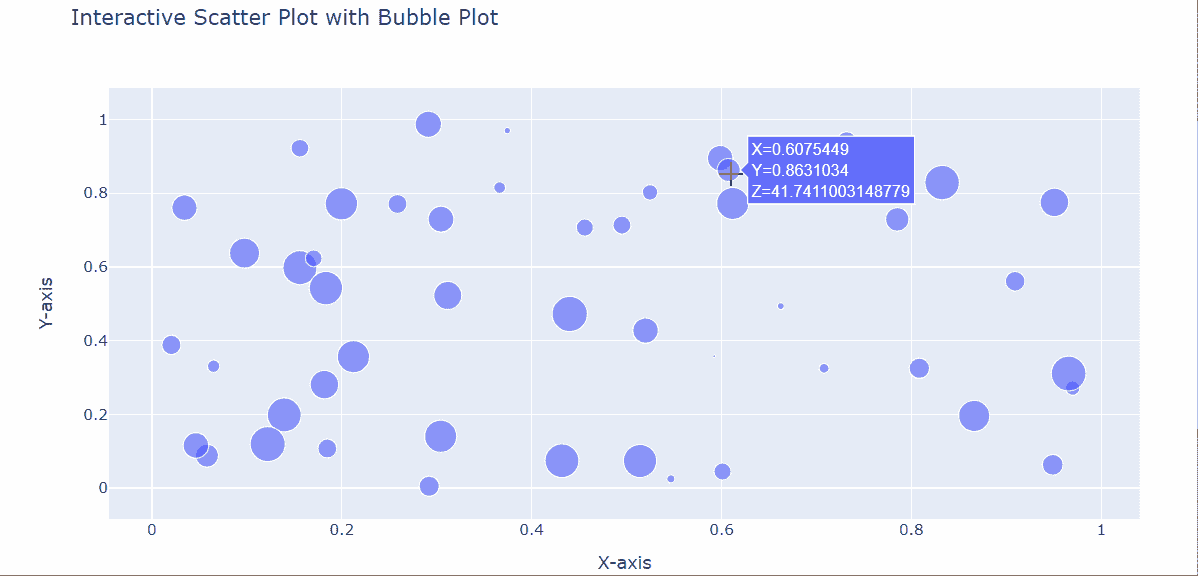 Interactive Scatter Plot with Bubble Plot
1
0.8
0.6
0.4
0.2
0
Y-axis
X=0.6075449
Y=0.8631034
Z=41.7411003148779
0
0.2
0.4
0.6
0.8
1
X-axis